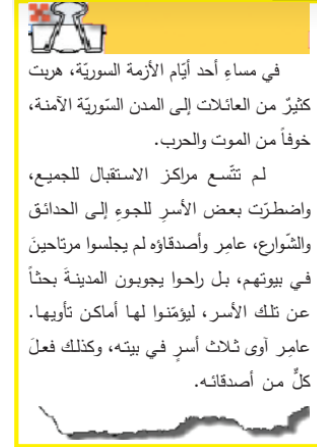 في مساءِ أحد أيّام الأزمة السوريّة، هربت
كثيرٌ من العائلات إلى المدن السّوريّة الآمنة،
خوفاً من الموت والحرب.
لم تتّسع مراكز الاستقبال للجميع،
واضطرّت بعض الأسرِ للجوءِ إلى الحدائق
والشّوارع، عامِر وأصدقاؤه لم يجلسوا مرتاحينَ
في بيوتهم، بل راحوا يجوبون المدينةَ بحثاً
عن تلك الأسر، ليؤمّنوا لها أماكن تأويها.
عامِر آوى ثلاث أسرٍ في بيته، وكذلك فعلَ
كلٌّ من أصدقائه.